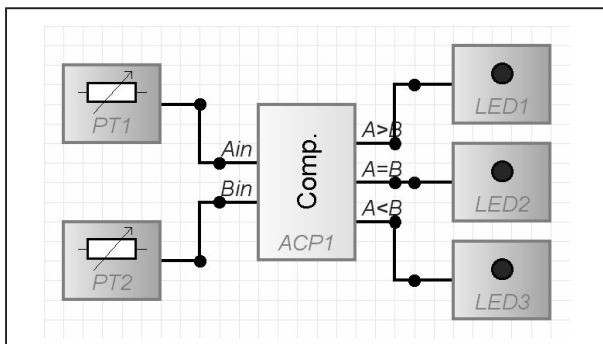 PT1
PT2
Ain
Bin
Comp.
ACP1
A>B
A=B
A<B
LED1
LED2
LED3